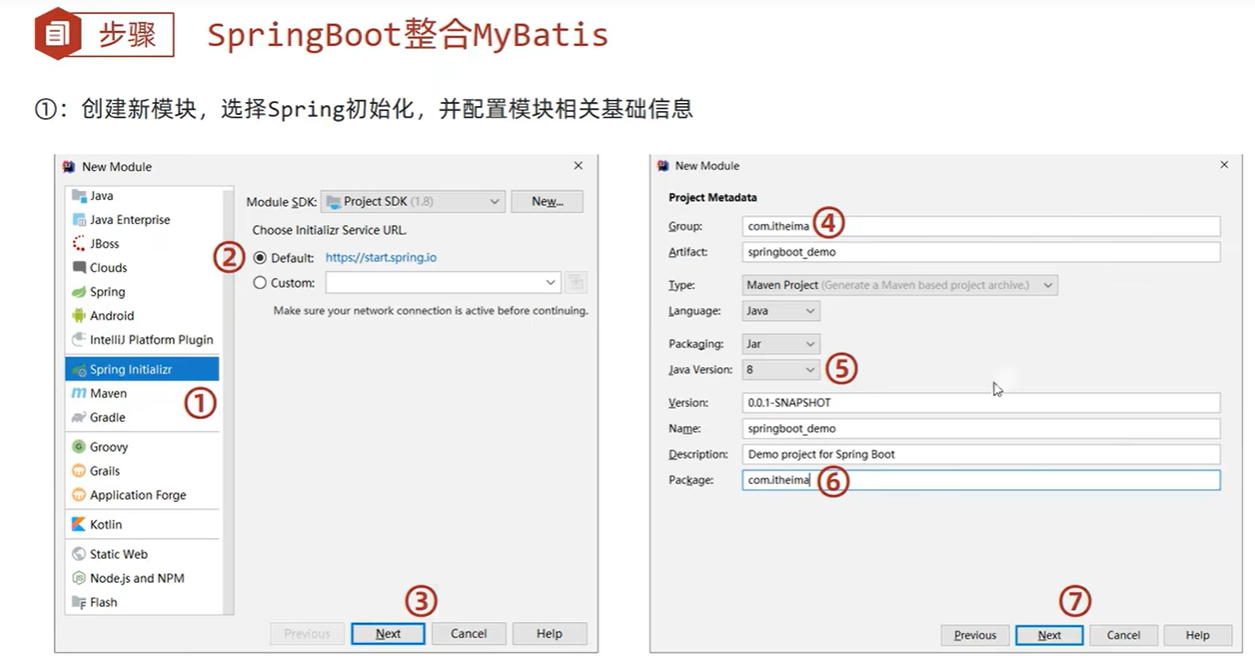 步骤
SpringBoot整合MyBatis
①：创建新模块，选择Spring初始化，并配置模块相关基础信息
New Module
Java
Java Enterprise
JBoss
Clouds
Spring
Android
IntelliJ Platform Plugin
Spring Initializr
①
Maven
Gradle
Groovy
Grails
Application Forge
Kotlin
Static Web
Node.js and NPM
Flash
Module SDK: Project SDK (1.8) New...
Choose Initializr Service URL.
② Default: https://start.spring.io
Custom:
Make sure your network connection is active before continuing.
③
Previous Next Cancel Help
New Module
Project Metadata
Group: com.itheima ④
Artifact: springboot_demo
Type: Maven Project (Generate a Maven based project archive.)
Language: Java
Packaging: Jar
Java Version: 8 ⑤
Version: 0.0.1-SNAPSHOT
Name: springboot_demo
Description: Demo project for Spring Boot
Package: com.itheima ⑥
⑦
Previous Next Cancel Help